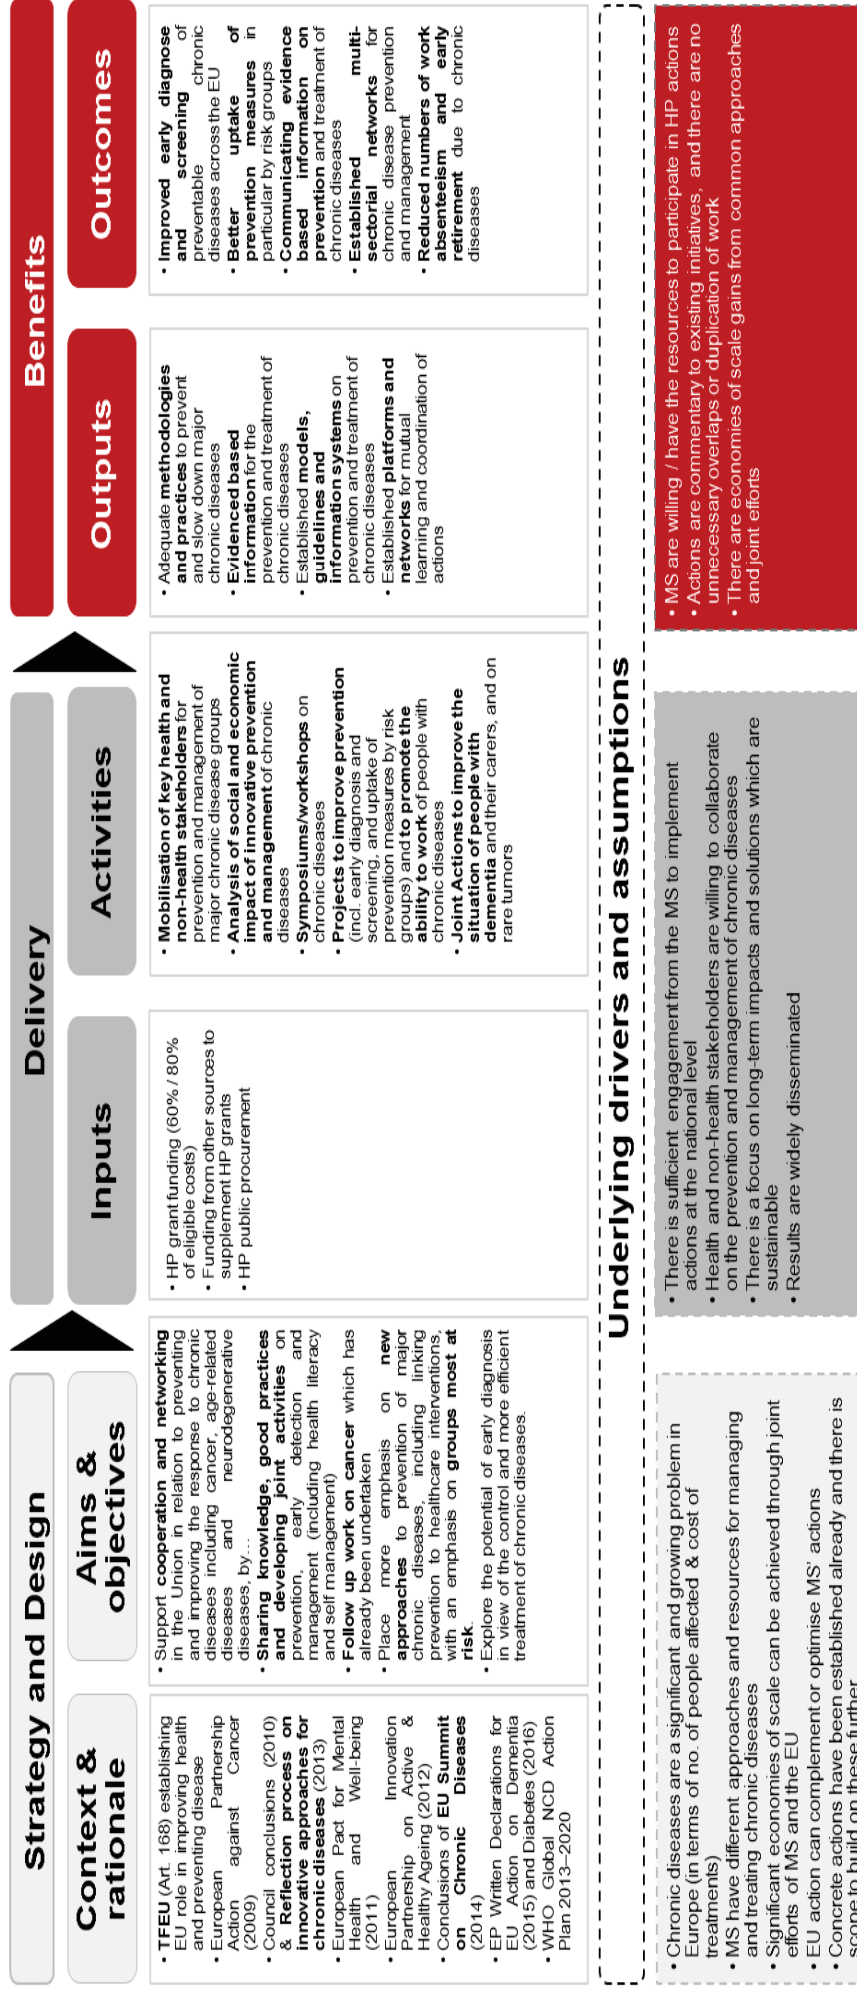 Strategy and Design
Delivery
Benefits
Context &
rationale
Aims &
objectives
Inputs
Activities
Outputs
Outcomes
• TFEU (Art. 168) establishing
EU role in improving health
and preventing disease
• European Partnership
Action against Cancer
(2009)
• Council conclusions (2010)
& Reflection process on
innovative approaches for
chronic diseases (2013)
• European Pact for Mental
Health and Well-being
(2011)
• European Innovation
Partnership on Active &
Healthy Ageing (2012)
• Conclusions of EU Summit
on Chronic Diseases
(2014)
• EP Written Declarations for
EU Action on Dementia
(2015) and Diabetes (2016)
• WHO Global NCD Action
Plan 2013–2020
• Support cooperation and networking
in the Union in relation to preventing
and improving the response to chronic
diseases including cancer, age-related
diseases and neurodegenerative
diseases, by…
• Sharing knowledge, good practices
and developing joint activities on
prevention, early detection and
management (including health literacy
and self management)
• Follow up work on cancer which has
already been undertaken
• Place more emphasis on new
approaches to prevention of major
chronic diseases, including linking
prevention to healthcare interventions,
with an emphasis on groups most at
risk.
• Explore the potential of early diagnosis
in view of the control and more efficient
treatment of chronic diseases.
• HP grant funding (60% / 80%
of eligible costs)
• Funding from other sources to
supplement HP grants
• HP public procurement
• Mobilisation of key health and
non-health stakeholders for
prevention and management of
major chronic disease groups
• Analysis of social and economic
impact of innovative prevention
and management of chronic
diseases
• Symposiums/workshops on
chronic diseases
• Projects to improve prevention
(incl. early diagnosis and
screening, and uptake of
prevention measures by risk
groups) and to promote the
ability to work of people with
chronic diseases
• Joint Actions to improve the
situation of people with
dementia and their carers, and on
rare tumors
• Adequate methodologies
and practices to prevent
and slow down major
chronic diseases
• Evidenced based
information for the
prevention and treatment of
chronic diseases
• Established models,
guidelines and
information systems on
prevention and treatment of
chronic diseases
• Established platforms and
networks for mutual
learning and coordination of
actions
• Improved early diagnose
and screening of
preventable chronic
diseases across the EU
• Better uptake of
prevention measures in
particular by risk groups
• Communicating evidence
based information on
prevention and treatment of
chronic diseases
• Established multi-
sectorial networks for
chronic disease prevention
and management
• Reduced numbers of work
absenteeism and early
retirement due to chronic
diseases
Underlying drivers and assumptions
• Chronic diseases are a significant and growing problem in
Europe (in terms of no. of people affected & cost of
treatments)
• MS have different approaches and resources for managing
and treating chronic diseases
• Significant economies of scale can be achieved through joint
efforts of MS and the EU
• EU action can complement or optimise MS’ actions
• Concrete actions have been established already and there is
scope to build on these further
• There is sufficient engagement from the MS to implement
actions at the national level
• Health and non-health stakeholders are willing to collaborate
on the prevention and management of chronic diseases
• There is a focus on long-term impacts and solutions which are
sustainable
• Results are widely disseminated
• MS are willing / have the resources to participate in HP actions
• Actions are commentary to existing initiatives, and there are no
unnecessary overlaps or duplication of work
• There are economies of scale gains from common approaches
and joint efforts